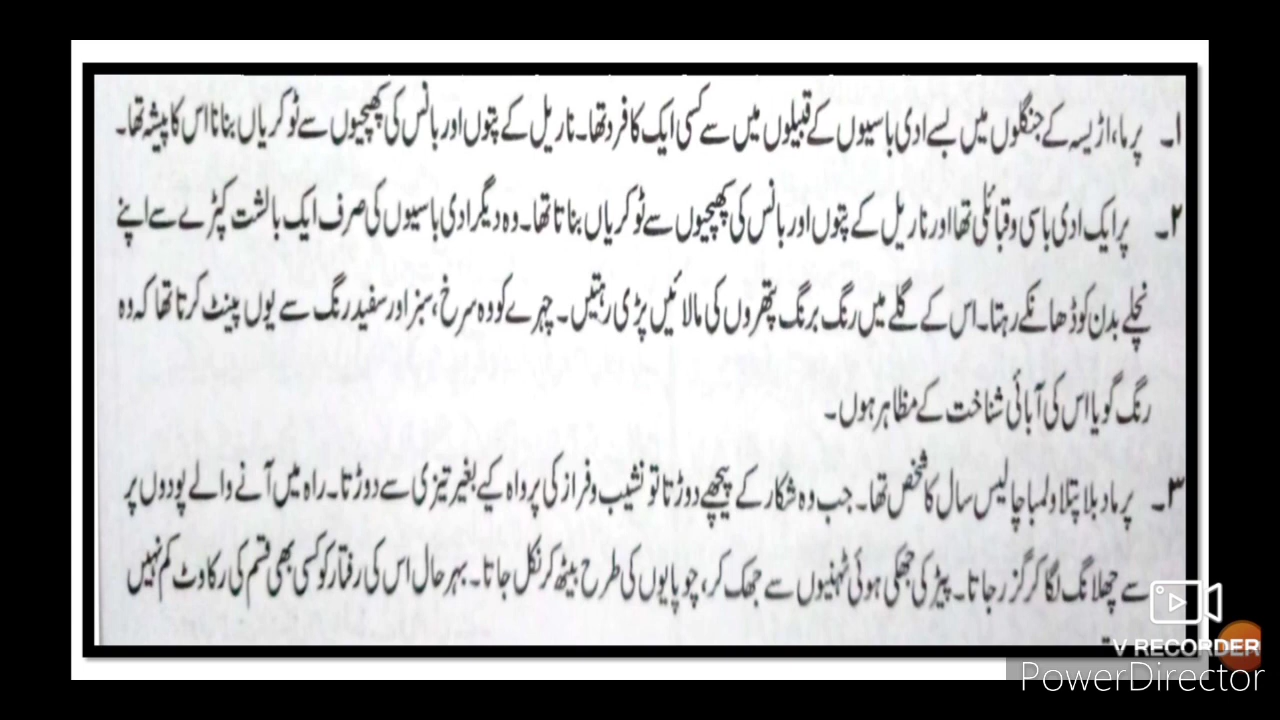 ۱۔ پرما، اڑیسہ کے جنگلوں میں بسے ادی باسیوں کے قبیلوں میں سے کسی ایک کا فرد تھا۔ ناریل کے پتوں اور بانس کی کھپچیوں سے ٹوکریاں بنانا اس کا پیشہ تھا۔
۲۔ پر ایک ادی باسی و قبائلی تھا اور ناریل کے پتوں اور بانس کی کھپچیوں سے ٹوکریاں بناتا تھا۔ وہ دیگر ادی باسیوں کی صرف ایک بالشت کپڑے سے اپنے
نچلے بدن کو ڈھانکے رہتا۔ اس کے گلے میں رنگ برنگ پتھروں کی مالائیں پڑی رہتیں۔ چہرے کو وہ سرخ، سبز اور سفید رنگ سے یوں پینٹ کرتا تھا کہ وہ
رنگ گویا اس کی آبائی شناخت کے مظاہر ہوں۔
۳۔ پرما دبلا پتلا و لمبا چالیس سال کا شخص تھا۔ جب وہ شکار کے پیچھے دوڑتا تو نشیب و فراز کی پرواہ کیے بغیر تیزی سے دوڑتا۔ راہ میں آنے والے پودوں پر
سے چھلانگ لگا کر گزر جاتا۔ پیڑ کی جھکی ہوئی ٹہنیوں سے جھک کر، چوپایوں کی طرح بیٹھ کر نکل جاتا۔ بہر حال اس کی رفتار کو کسی بھی قسم کی رکاوٹ کم نہیں
V RECORDER
PowerDirector